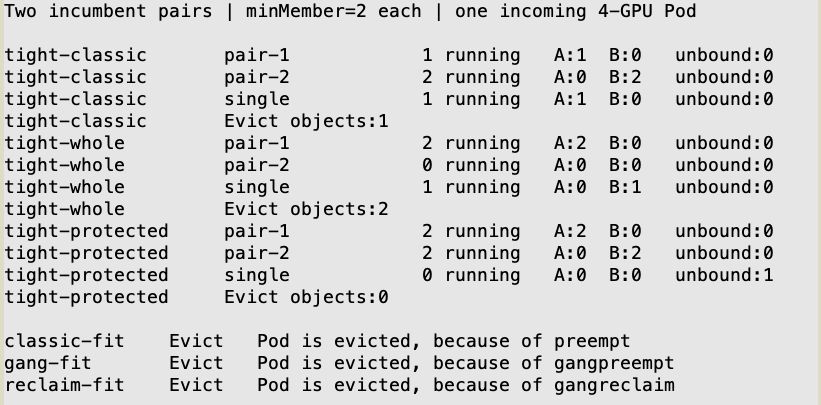 Two incumbent pairs | minMember=2 each | one incoming 4-GPU Pod
tight-classic pair-1 1 running A:1 B:0 unbound:0
tight-classic pair-2 2 running A:0 B:2 unbound:0
tight-classic single 1 running A:1 B:0 unbound:0
tight-classic Evict objects:1
tight-whole pair-1 2 running A:2 B:0 unbound:0
tight-whole pair-2 0 running A:0 B:0 unbound:0
tight-whole single 1 running A:0 B:1 unbound:0
tight-whole Evict objects:2
tight-protected pair-1 2 running A:2 B:0 unbound:0
tight-protected pair-2 2 running A:0 B:2 unbound:0
tight-protected single 0 running A:0 B:0 unbound:1
tight-protected Evict objects:0
classic-fit Evict Pod is evicted, because of preempt
gang-fit Evict Pod is evicted, because of gangpreempt
reclaim-fit Evict Pod is evicted, because of gangreclaim